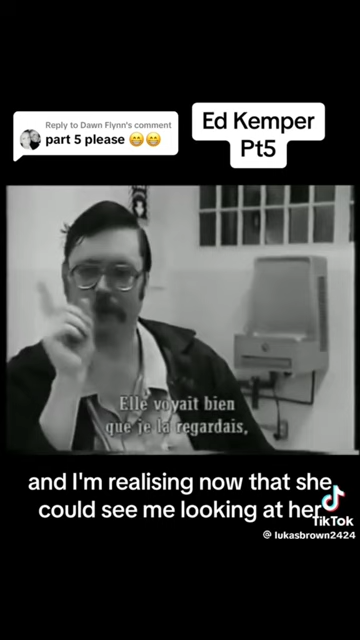 Reply to Dawn Flynn's comment
part 5 please 😁😁
Ed Kemper
Pt5
Elle voyait bien
que je la regardais,
and I'm realising now that she
could see me looking at her
TikTok
@ lukasbrown2424